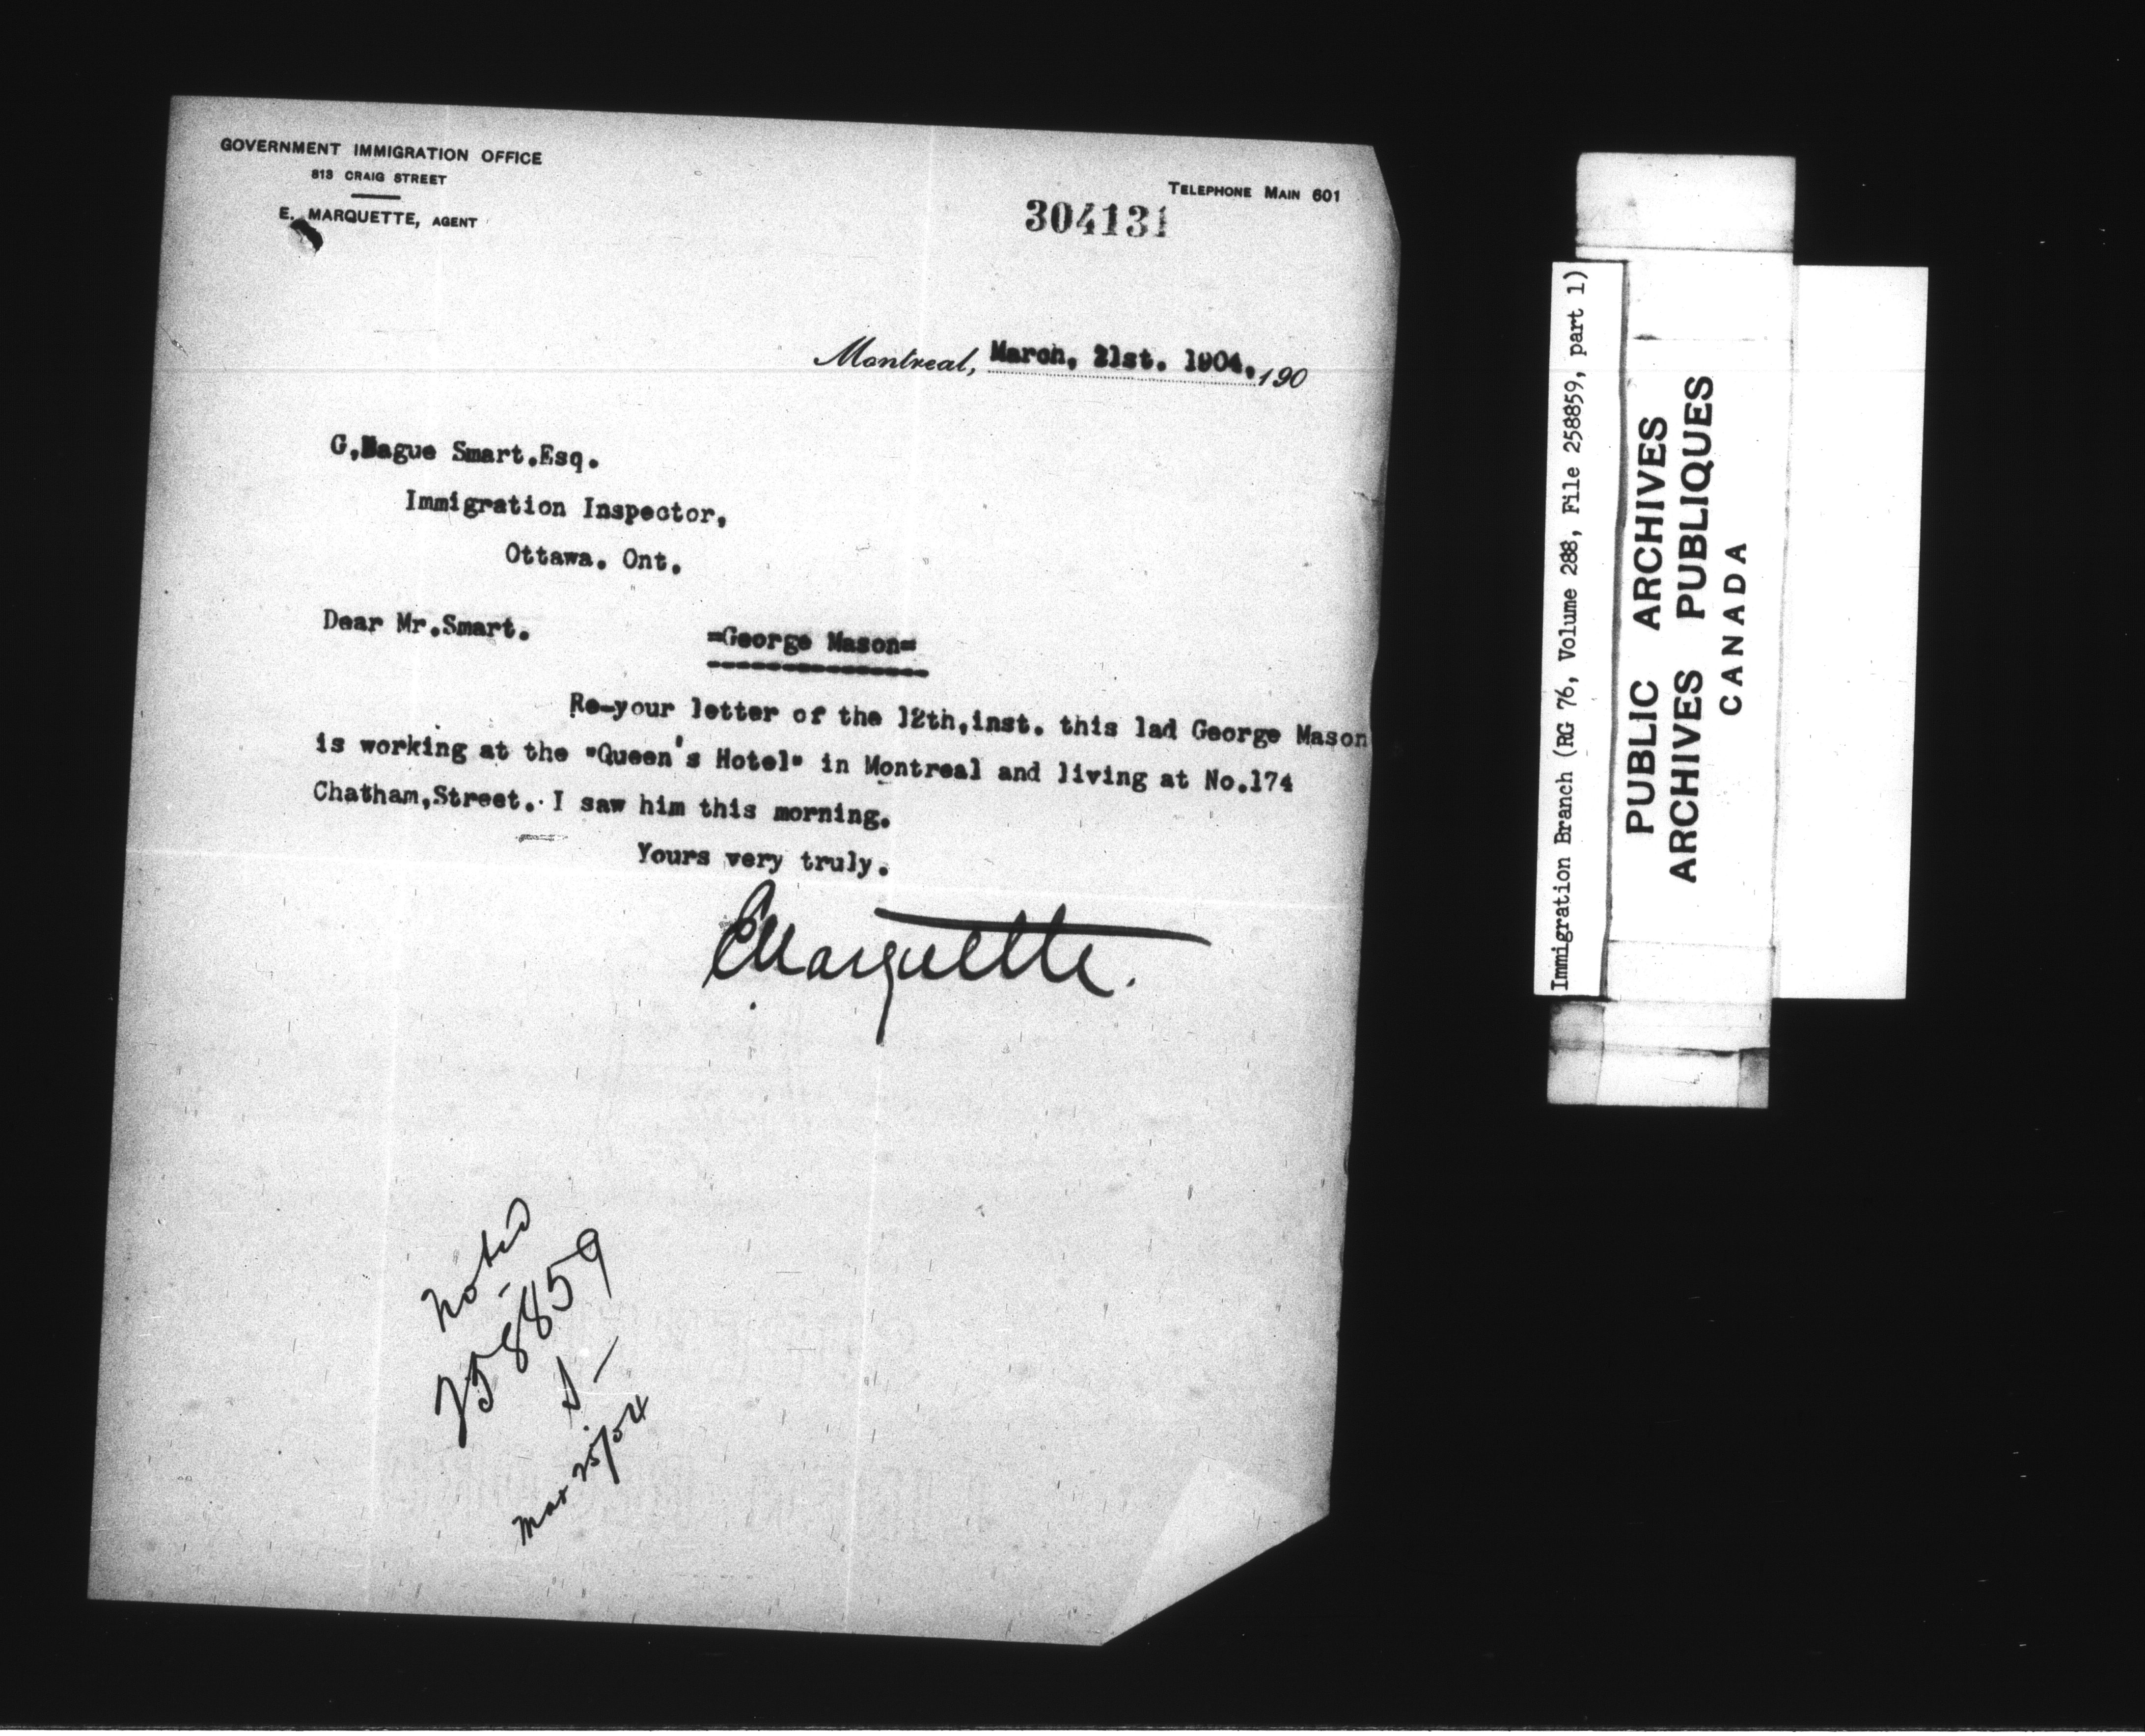 GOVERNMENT IMMIGRATION OFFICE
813 CRAIG STREET
E. MARQUETTE, AGENT
TELEPHONE MAIN 601
304131
Montreal, March, 21st. 1904. 190
G. Smart.Esq.
Immigration Inspector,
Ottawa. Ont.
Dear Mr.Smart.
=George Mason=
Re-your letter of the 12th,inst. this lad George Mason
is working at the "Queen's Hotel" in Montreal and living at No.174
Chatham,Street. I saw him this morning.
Yours very truly.
EMarquette.
Noted
258859
S-
Mar 25/04
Immigration Branch (RG 76, Volume 288, File 258859, part 1)
PUBLIC ARCHIVES
ARCHIVES PUBLIQUES
CANADA